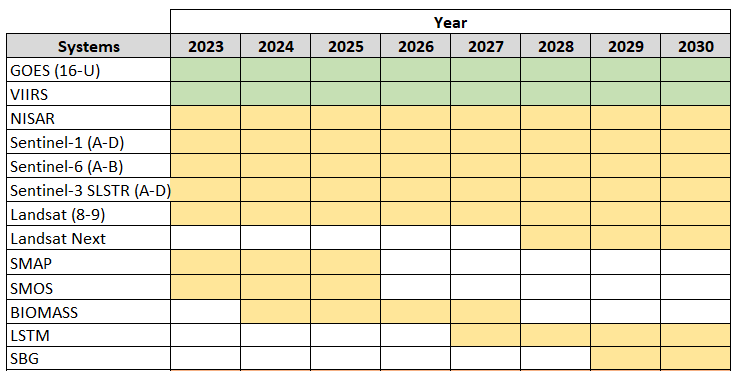 Year
Systems 2023 2024 2025 2026 2027 2028 2029 2030
GOES (16-U)
VIIRS
NISAR
Sentinel-1 (A-D)
Sentinel-6 (A-B)
Sentinel-3 SLSTR (A-D)
Landsat (8-9)
Landsat Next
SMAP
SMOS
BIOMASS
LSTM
SBG